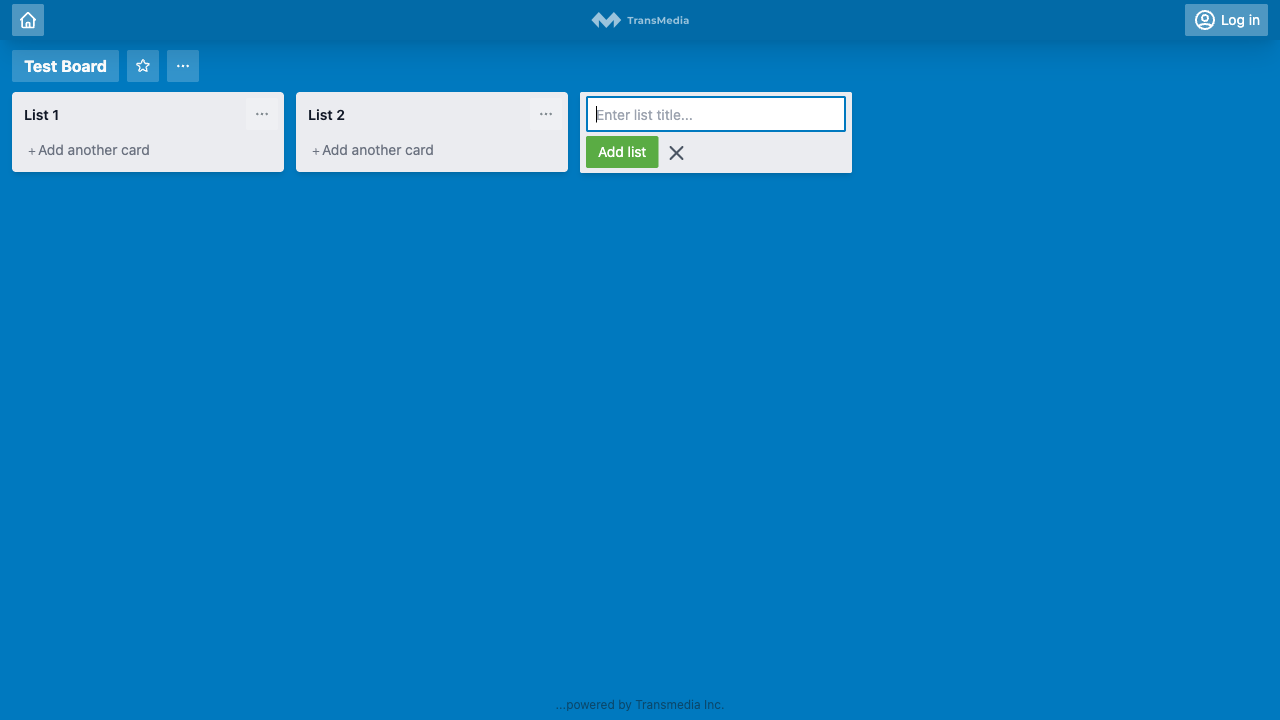 TransMedia
Log in
Test Board
List 1
+ Add another card
List 2
+ Add another card
Enter list title...
Add list
...powered by Transmedia Inc.